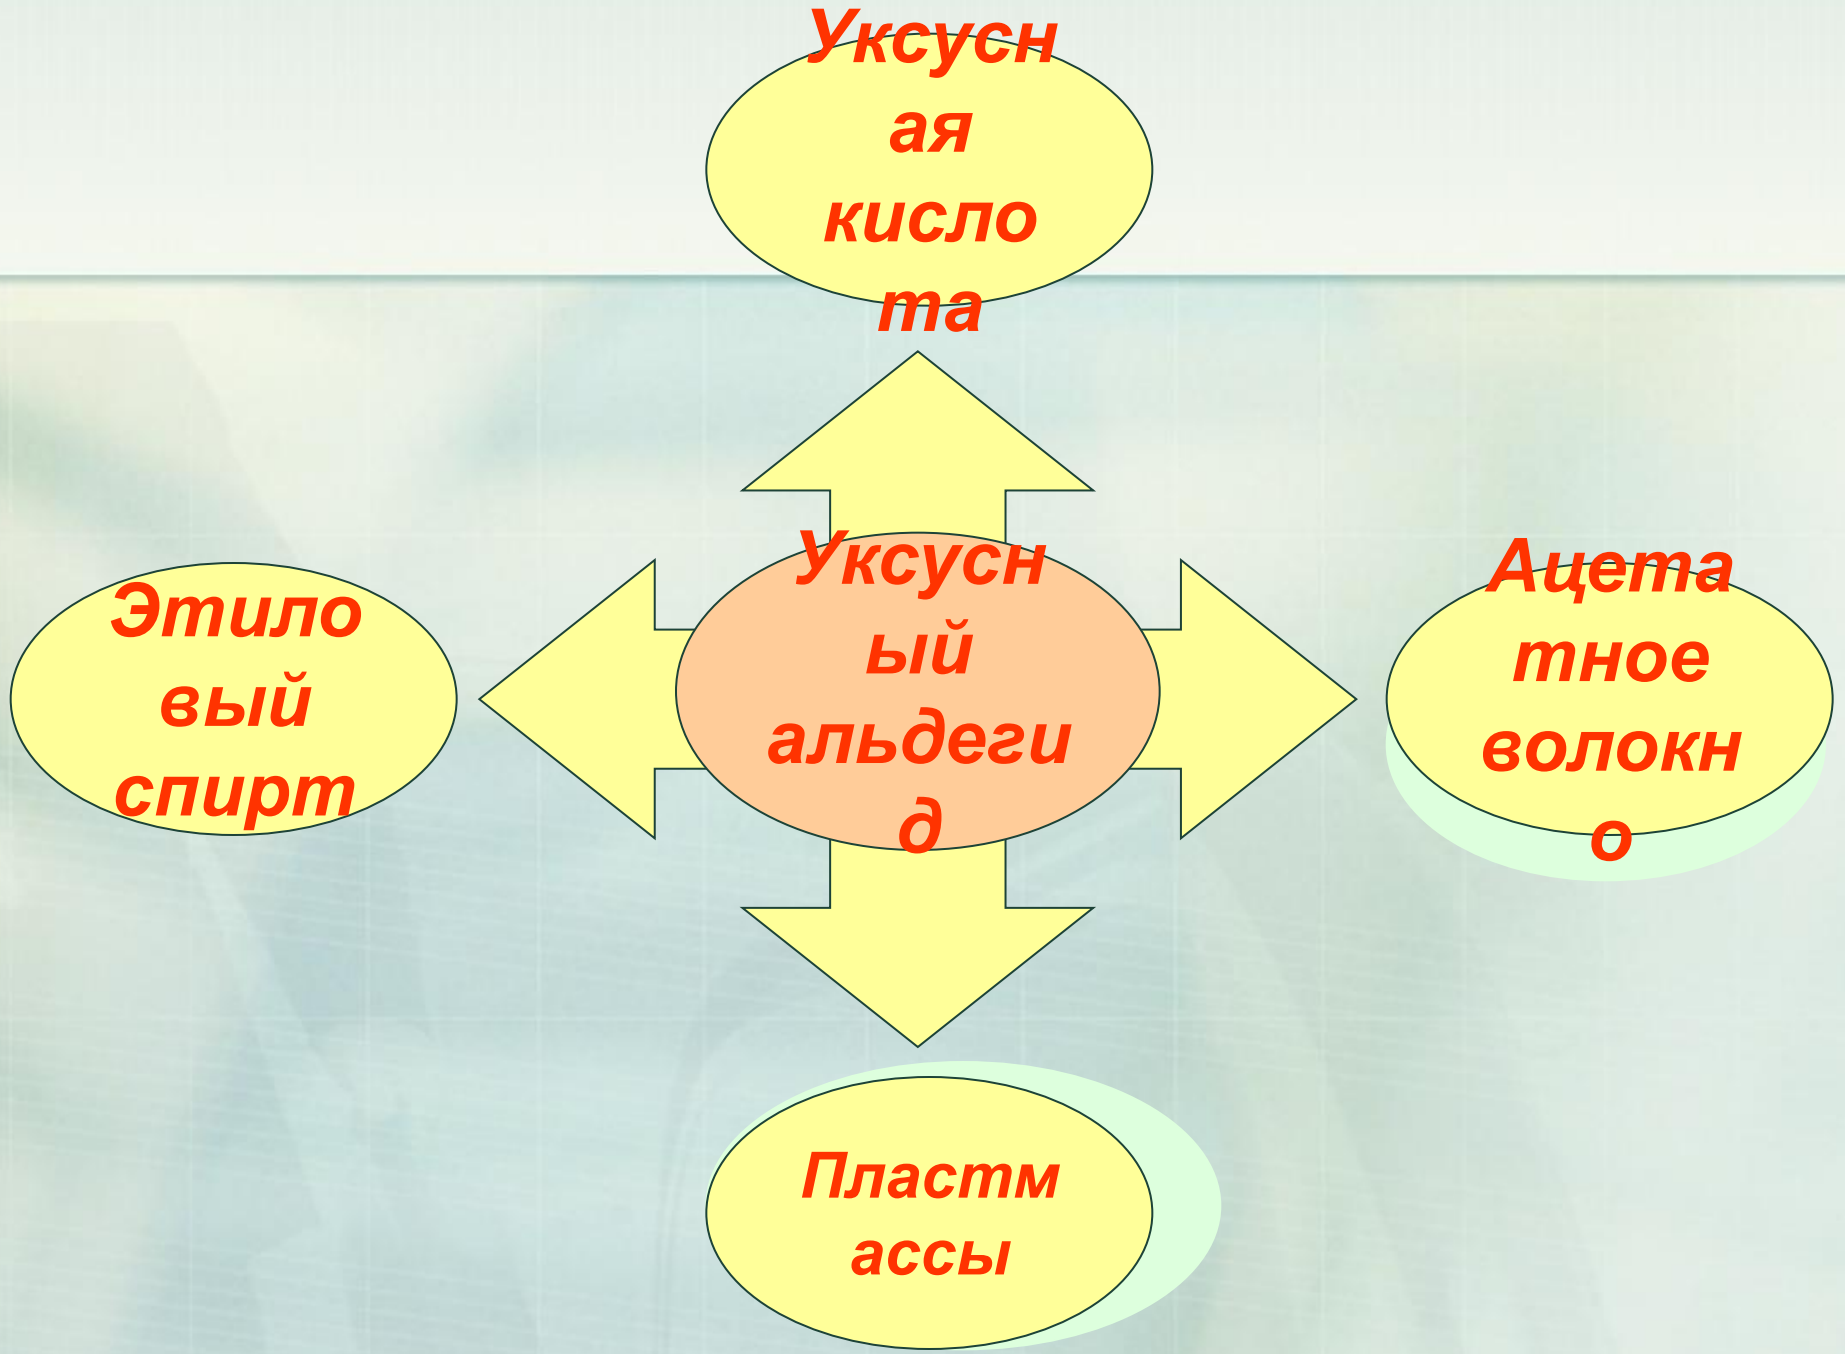 Уксусн
ая
кисло
та
Этило
вый
спирт
Уксусн
ый
альдеги
д
Ацета
тное
волокн
о
Пластм
ассы